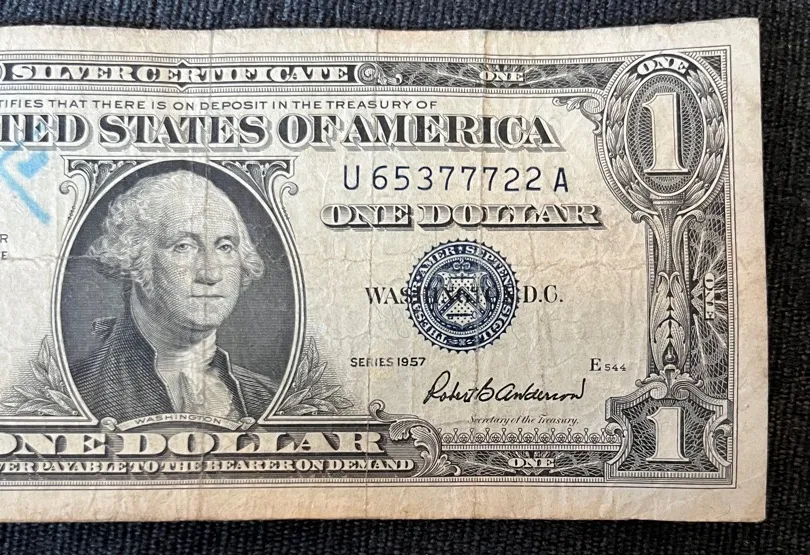 SILVER CERTIFICATE
ONE
ONE
1
TIFIES THAT THERE IS ON DEPOSIT IN THE TREASURY OF
TED STATES OF AMERICA
U 65377722 A
ONE DOLLAR
WASHINGTON D.C.
ONE
SERIES 1957
E 544
Robert B Anderson
Secretary of the Treasury.
WASHINGTON
ONE DOLLAR
1
ER PAYABLE TO THE BEARER ON DEMAND
ONE